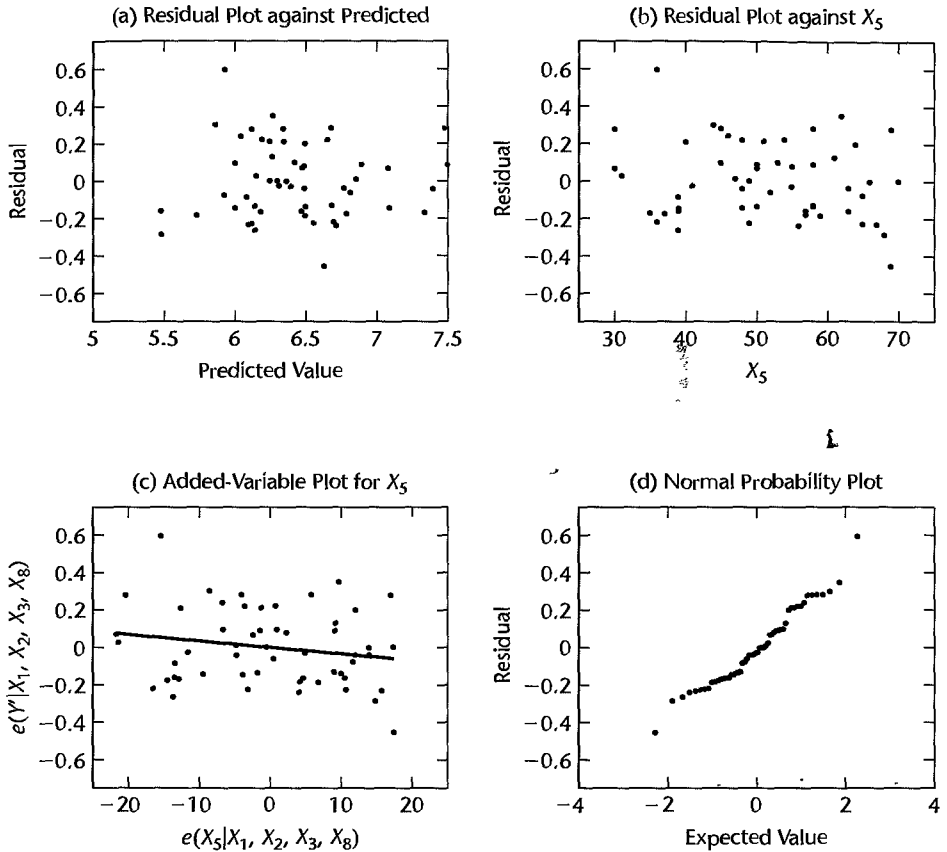 (a) Residual Plot against Predicted
0.6
0.4
0.2
0
−0.2
−0.4
−0.6
Residual
5 5.5 6 6.5 7 7.5
Predicted Value
(b) Residual Plot against X5
0.6
0.4
0.2
0
−0.2
−0.4
−0.6
Residual
30 40 50 60 70
X5
(c) Added-Variable Plot for X5
0.6
0.4
0.2
0
−0.2
−0.4
−0.6
e(Y'|X1, X2, X3, X8)
−20 −10 0 10 20
e(X5|X1, X2, X3, X8)
(d) Normal Probability Plot
0.6
0.4
0.2
0
−0.2
−0.4
−0.6
Residual
−4 −2 0 2 4
Expected Value